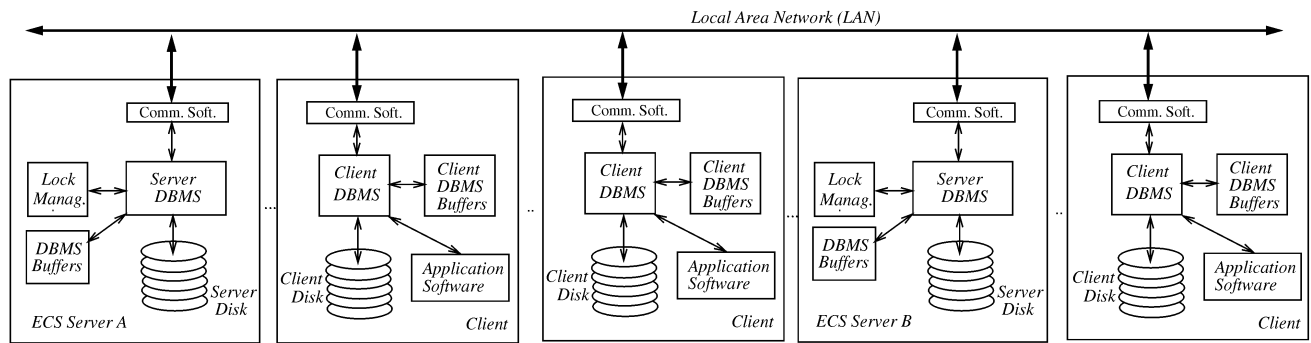 Local Area Network (LAN)
Comm. Soft.
Lock
Manag.
Server
DBMS
DBMS
Buffers
Server
Disk
ECS Server A
...
Comm. Soft.
Client
DBMS
Client
DBMS
Buffers
Client
Disk
Application
Software
Client
..
Comm. Soft.
Client
DBMS
Client
DBMS
Buffers
Client
Disk
Application
Software
Client
...
Comm. Soft.
Lock
Manag.
Server
DBMS
DBMS
Buffers
Server
Disk
ECS Server B
..
Comm. Soft.
Client
DBMS
Client
DBMS
Buffers
Client
Disk
Application
Software
Client